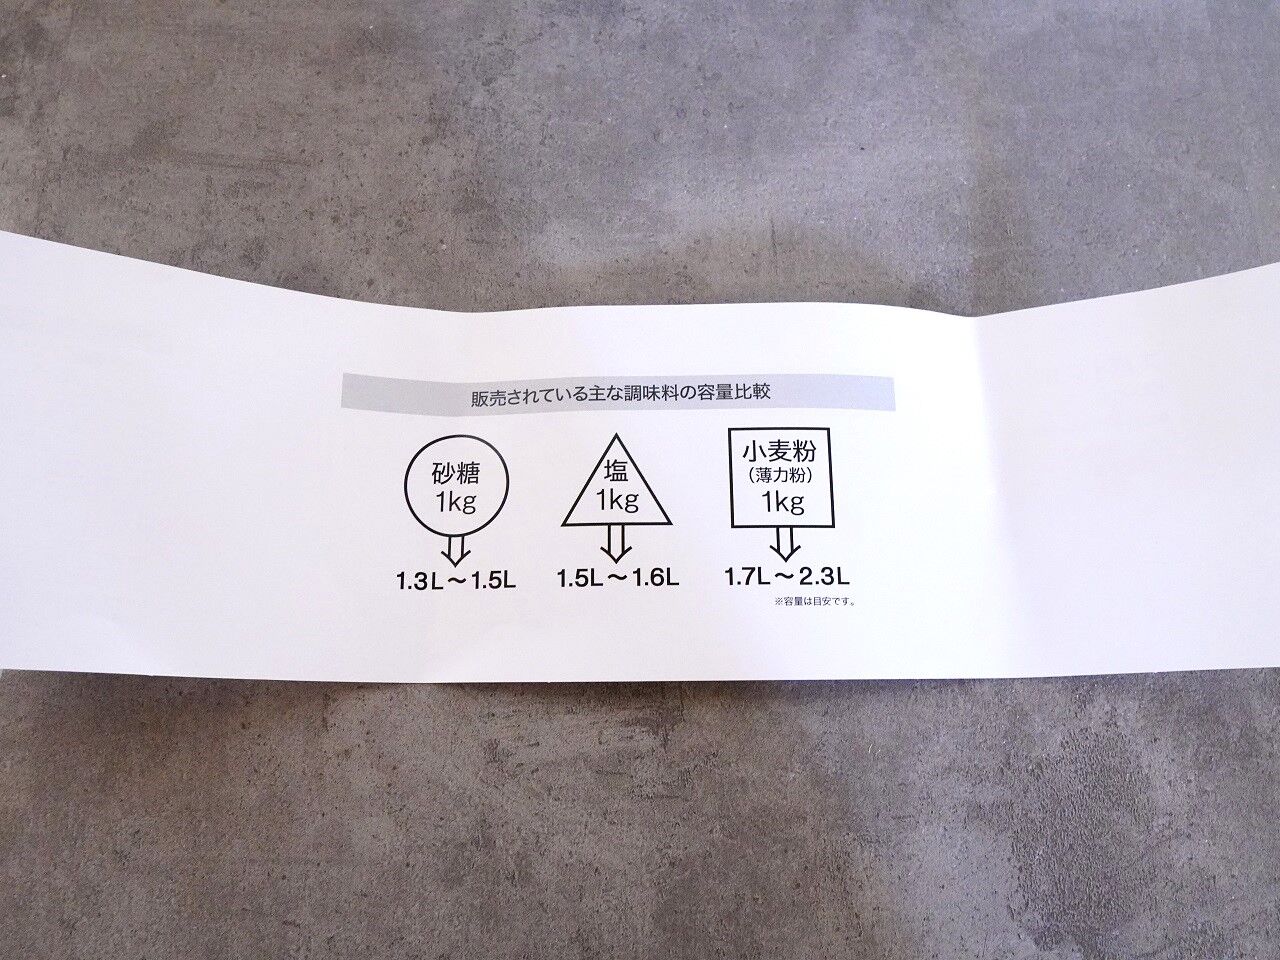 販売されている主な調味料の容量比較
砂糖
1kg
1.3L〜1.5L
塩
1kg
1.5L〜1.6L
小麦粉
（薄力粉）
1kg
1.7L〜2.3L
※容量は目安です。